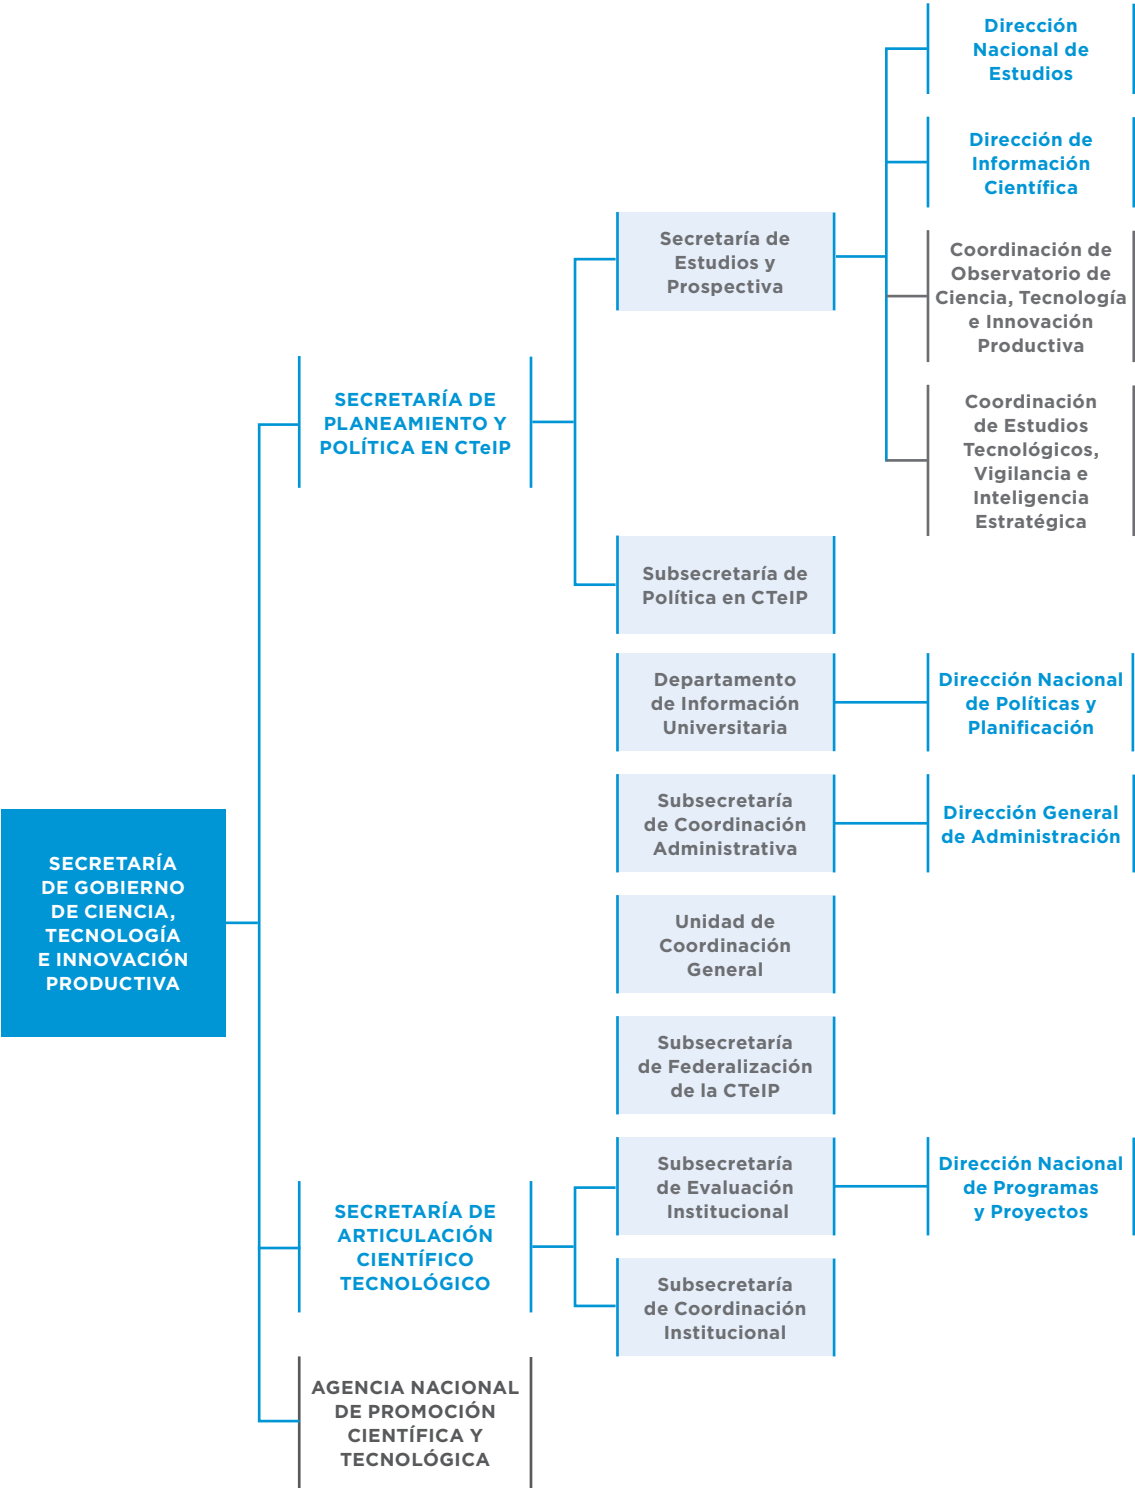 Dirección
Nacional de
Estudios
Dirección de
Información
Científica
Secretaría de
Estudios y
Prospectiva
Coordinación de
Observatorio de
Ciencia, Tecnología
e Innovación
Productiva
SECRETARÍA DE
PLANEAMIENTO Y
POLÍTICA EN CTeIP
Coordinación
de Estudios
Tecnológicos,
Vigilancia e
Inteligencia
Estratégica
Subsecretaría de
Política en CTeIP
Departamento
de Información
Universitaria
Dirección Nacional
de Políticas y
Planificación
Subsecretaría
de Coordinación
Administrativa
Dirección General
de Administración
SECRETARÍA
DE GOBIERNO
DE CIENCIA,
TECNOLOGÍA
E INNOVACIÓN
PRODUCTIVA
Unidad de
Coordinación
General
Subsecretaría
de Federalización
de la CTeIP
Subsecretaría
de Evaluación
Institucional
Dirección Nacional
de Programas
y Proyectos
SECRETARÍA DE
ARTICULACIÓN
CIENTÍFICO
TECNOLÓGICO
Subsecretaría
de Coordinación
Institucional
AGENCIA NACIONAL
DE PROMOCIÓN
CIENTÍFICA Y
TECNOLÓGICA